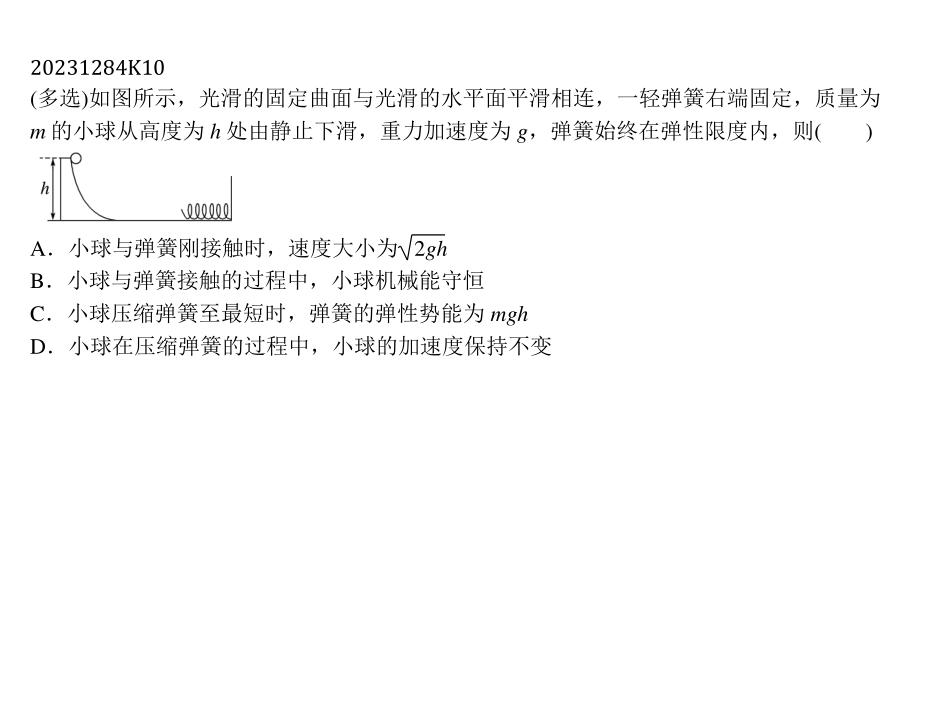 20231284K10
(多选)如图所示，光滑的固定曲面与光滑的水平面平滑相连，一轻弹簧右端固定，质量为
m 的小球从高度为 h 处由静止下滑，重力加速度为 g，弹簧始终在弹性限度内，则(　　)
h
A．小球与弹簧刚接触时，速度大小为√2gh
B．小球与弹簧接触的过程中，小球机械能守恒
C．小球压缩弹簧至最短时，弹簧的弹性势能为 mgh
D．小球在压缩弹簧的过程中，小球的加速度保持不变